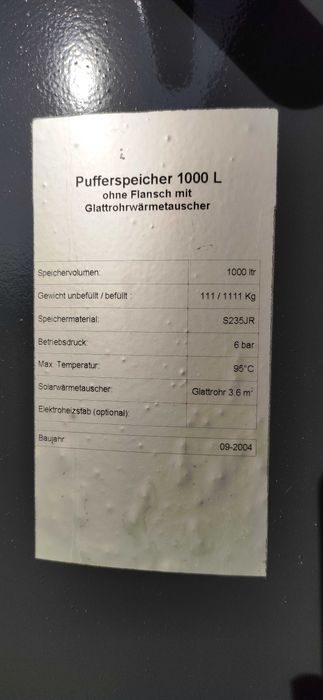 Pufferspeicher 1000 L
ohne Flansch mit
Glattrohrwärmetauscher
Speichervolumen: 1000 ltr
Gewicht unbefüllt / befüllt : 111 / 1111 Kg
Speichermaterial: S235JR
Betriebsdruck: 6 bar
Max. Temperatur: 95°C
Solarwärmetauscher: Glattrohr 3,6 m²
Elektroheizstab (optional):
Baujahr 09-2004